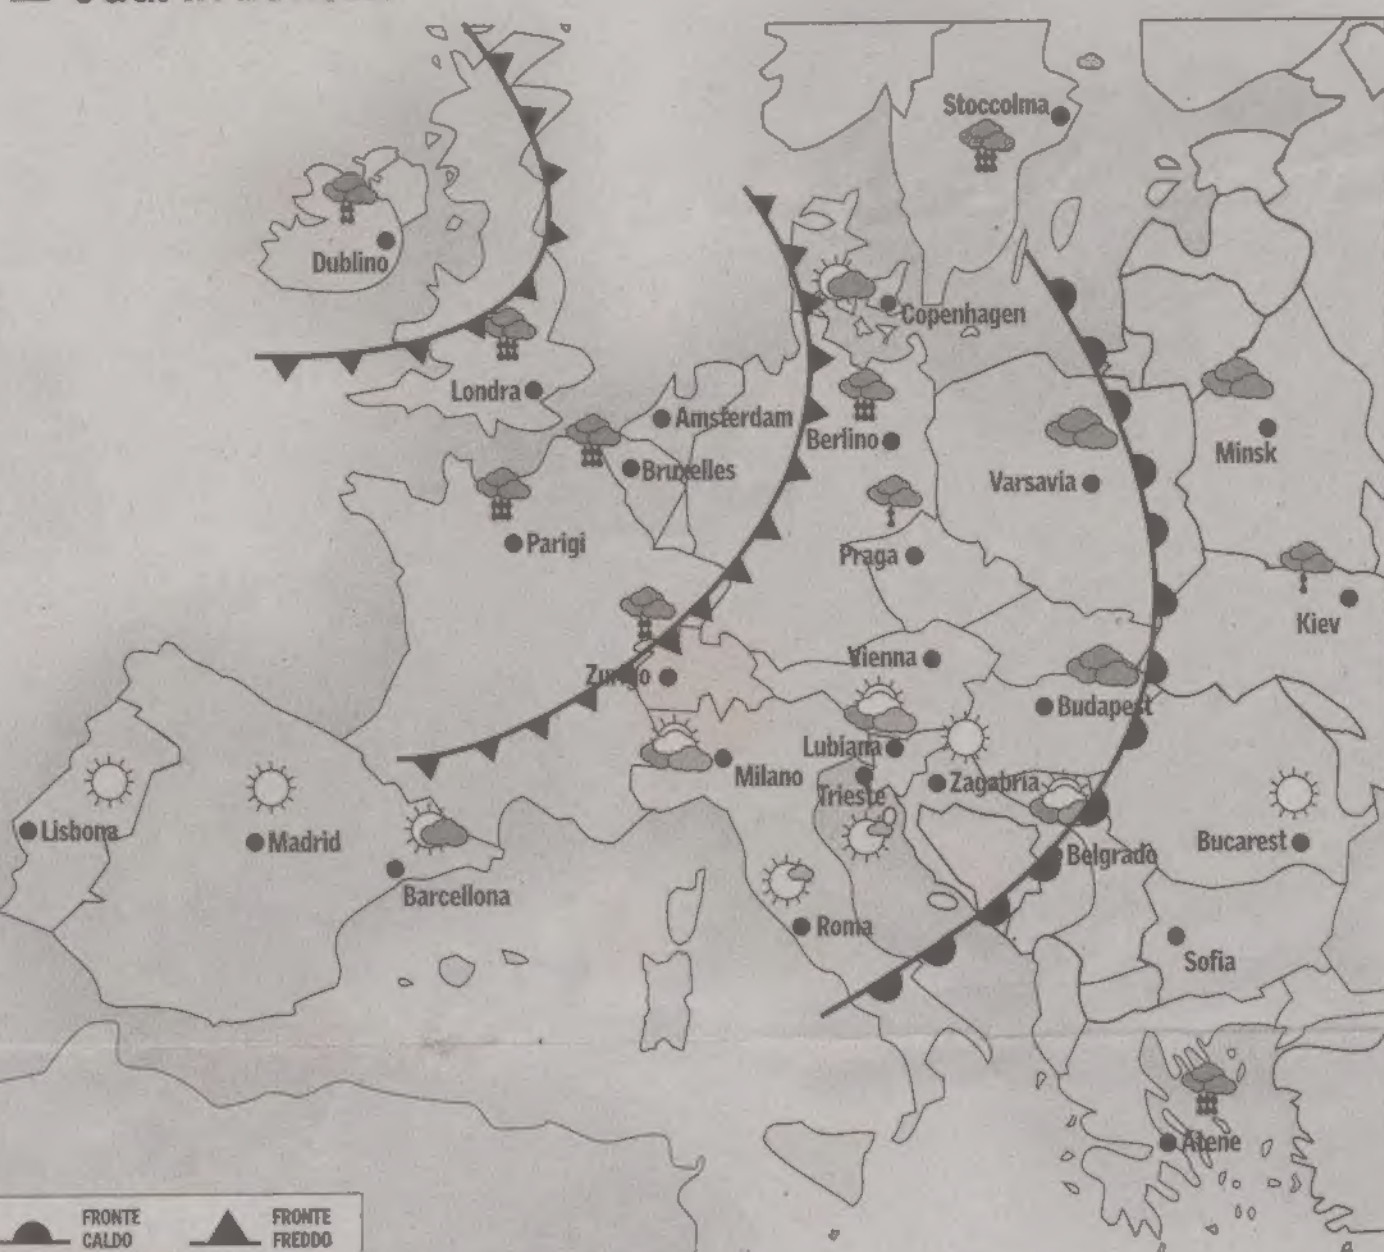 Stoccolma
Dublino
Copenhagen
Londra
Amsterdam
Berlino
Bruxelles
Minsk
Varsavia
Parigi
Praga
Kiev
Vienna
Zurigo
Budapest
Lubiana
Milano
Zagabria
Trieste
Lisbona
Madrid
Belgrado
Bucarest
Barcellona
Roma
Sofia
Atene
FRONTE
CALDO
FRONTE
FREDDO